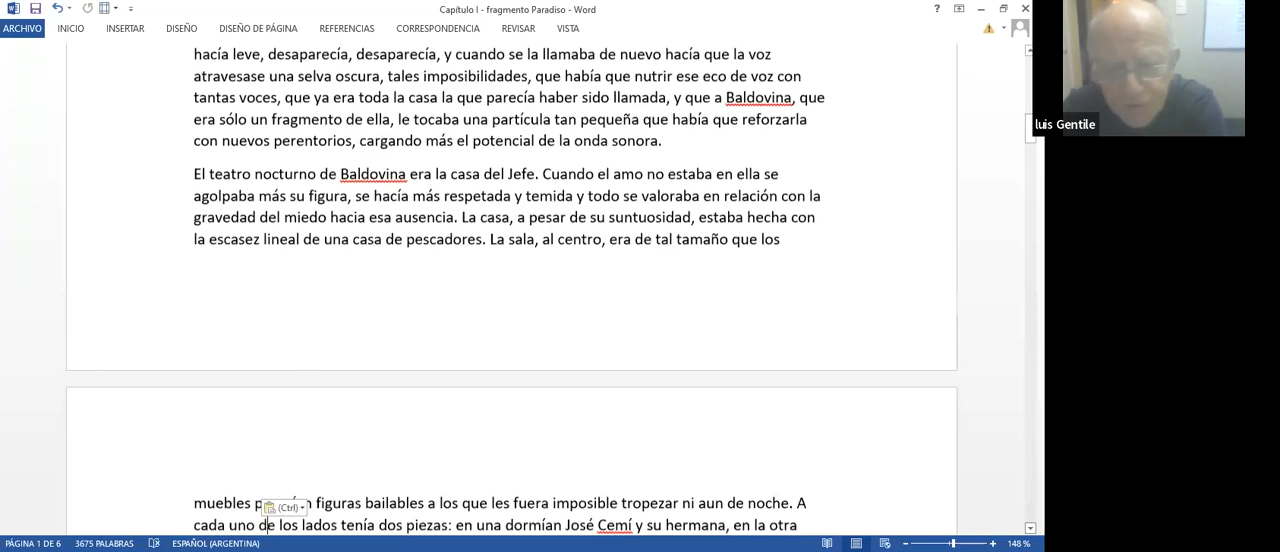 Capítulo I - fragmento Paradiso - Word
ARCHIVO INICIO INSERTAR DISEÑO DISEÑO DE PÁGINA REFERENCIAS CORRESPONDENCIA REVISAR VISTA
hacía leve, desaparecía, desaparecía, y cuando se la llamaba de nuevo hacía que la voz
atravesase una selva oscura, tales imposibilidades, que había que nutrir ese eco de voz con
tantas voces, que ya era toda la casa la que parecía haber sido llamada, y que a Baldovina, que
era sólo un fragmento de ella, le tocaba una partícula tan pequeña que había que reforzarla
con nuevos perentorios, cargando más el potencial de la onda sonora.
El teatro nocturno de Baldovina era la casa del Jefe. Cuando el amo no estaba en ella se
agolpaba más su figura, se hacía más respetada y temida y todo se valoraba en relación con la
gravedad del miedo hacia esa ausencia. La casa, a pesar de su suntuosidad, estaba hecha con
la escasez lineal de una casa de pescadores. La sala, al centro, era de tal tamaño que los
muebles figuras bailables a los que les fuera imposible tropezar ni aun de noche. A
(Ctrl)
cada uno de los lados tenía dos piezas: en una dormían José Cemí y su hermana, en la otra
PÁGINA 1 DE 6 3675 PALABRAS ESPAÑOL (ARGENTINA) 148 %
luis Gentile